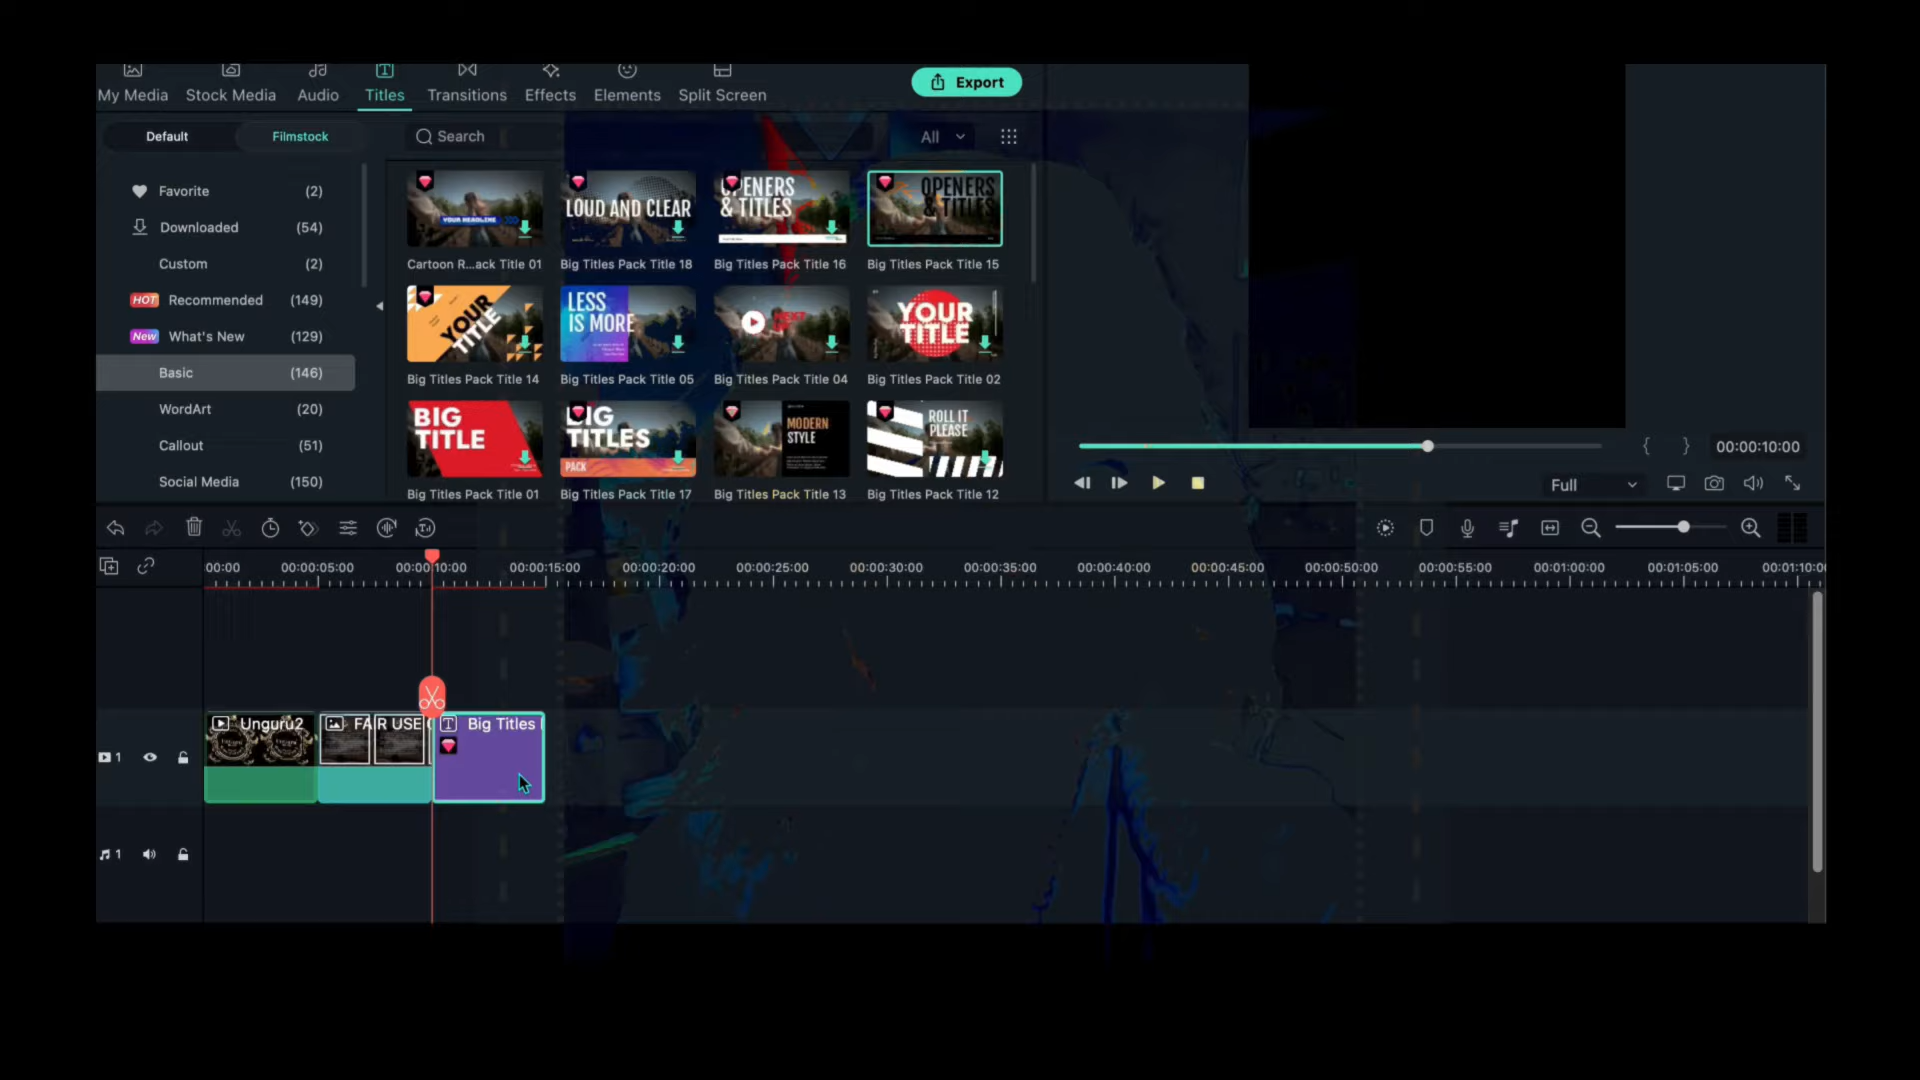 My Media Stock Media Audio Titles Transitions Effects Elements Split Screen
Export
Default Filmstock
Search
All
Favorite (2)
Downloaded (54)
Custom (2)
HOT Recommended (149)
New What's New (129)
Basic (146)
WordArt (20)
Callout (51)
Social Media (150)
YOUR HEADLINE
LOUD AND CLEAR
OPENERS
& TITLES
OPENERS
& TITLES
Cartoon R...ack Title 01 Big Titles Pack Title 18 Big Titles Pack Title 16 Big Titles Pack Title 15
YOUR
TITLE
LESS
IS MORE
NEXT
YOUR
TITLE
Big Titles Pack Title 14 Big Titles Pack Title 05 Big Titles Pack Title 04 Big Titles Pack Title 02
BIG
TITLE
BIG
TITLES
PACK
MODERN
STYLE
ROLL IT
PLEASE
Big Titles Pack Title 01 Big Titles Pack Title 17 Big Titles Pack Title 13 Big Titles Pack Title 12
{ } 00:00:10:00
Full
00:00 00:00:05:00 00:00:10:00 00:00:15:00 00:00:20:00 00:00:25:00 00:00:30:00 00:00:35:00 00:00:40:00 00:00:45:00 00:00:50:00 00:00:55:00 00:01:00:00 00:01:05:00 00:01:10:00
Unguru2 FAIR USE Big Titles
1
1